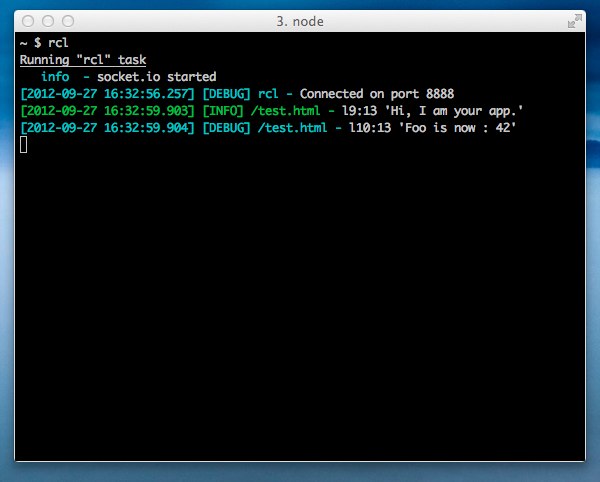 3. node
~ $ rcl
Running "rcl" task
   info  - socket.io started
[2012-09-27 16:32:56.257] [DEBUG] rcl - Connected on port 8888
[2012-09-27 16:32:59.903] [INFO] /test.html - l9:13 'Hi, I am your app.'
[2012-09-27 16:32:59.904] [DEBUG] /test.html - l10:13 'Foo is now : 42'